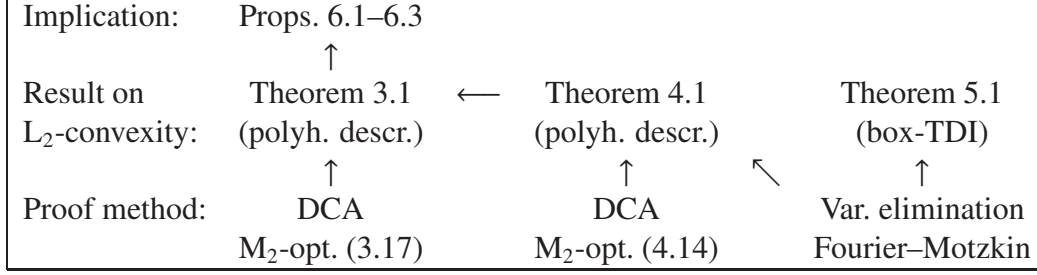 Implication: Props. 6.1–6.3
↑
Result on Theorem 3.1 ⟵ Theorem 4.1 Theorem 5.1
L₂-convexity: (polyh. descr.) (polyh. descr.) (box-TDI)
↑ ↑ ↖ ↑
Proof method: DCA DCA Var. elimination
M₂-opt. (3.17) M₂-opt. (4.14) Fourier–Motzkin